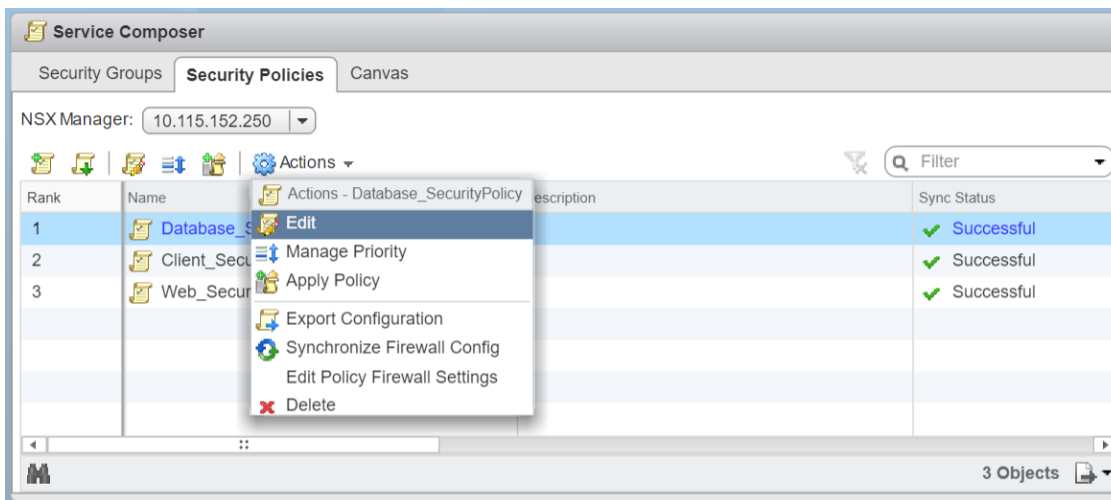 Service Composer
Security Groups Security Policies Canvas
NSX Manager: 10.115.152.250
Actions Filter
Rank Name escription Sync Status
Actions - Database_SecurityPolicy
1 Database_S Successful
Edit
2 Client_Secu Successful
Manage Priority
3 Web_Secur Successful
Apply Policy
Export Configuration
Synchronize Firewall Config
Edit Policy Firewall Settings
Delete
3 Objects